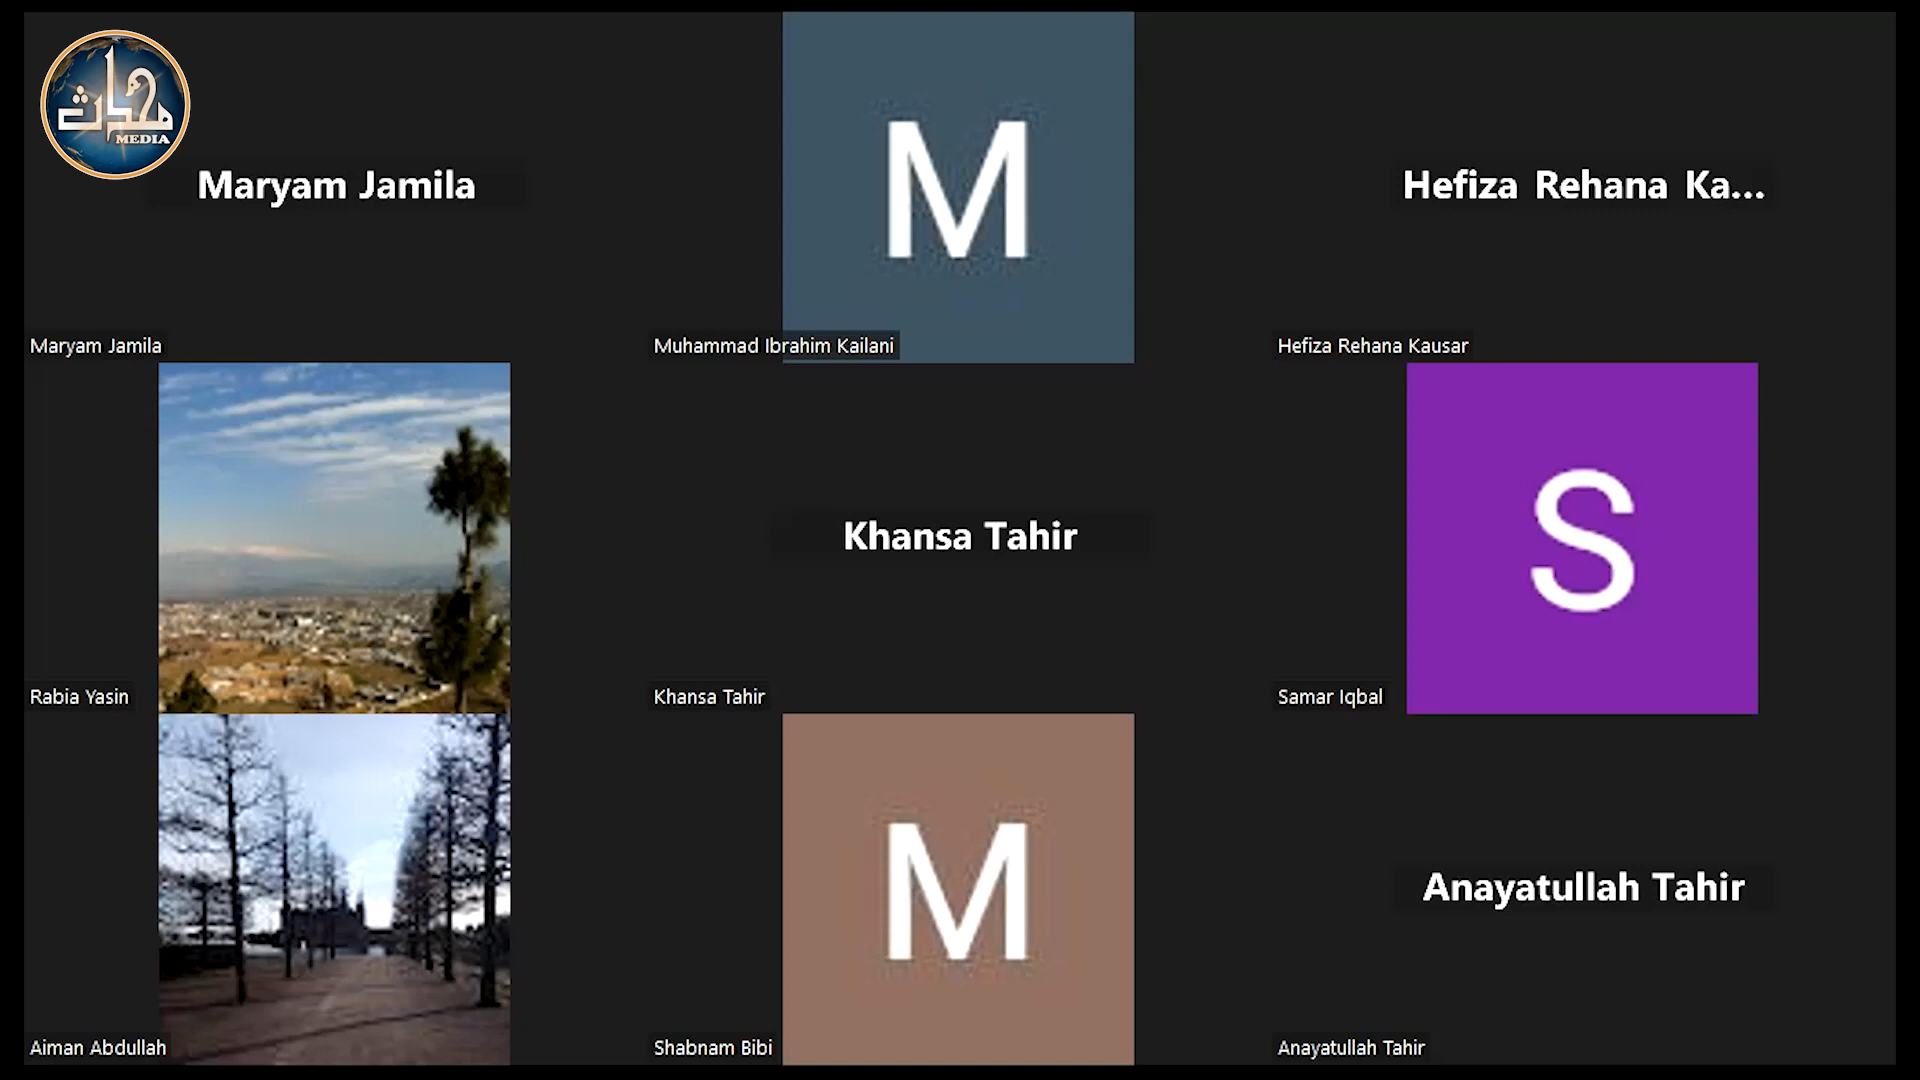 MEDIA
Maryam Jamila
M
Hefiza Rehana Ka...
Maryam Jamila
Muhammad Ibrahim Kailani
Hefiza Rehana Kausar
Khansa Tahir
S
Rabia Yasin
Khansa Tahir
Samar Iqbal
M
Anayatullah Tahir
Aiman Abdullah
Shabnam Bibi
Anayatullah Tahir